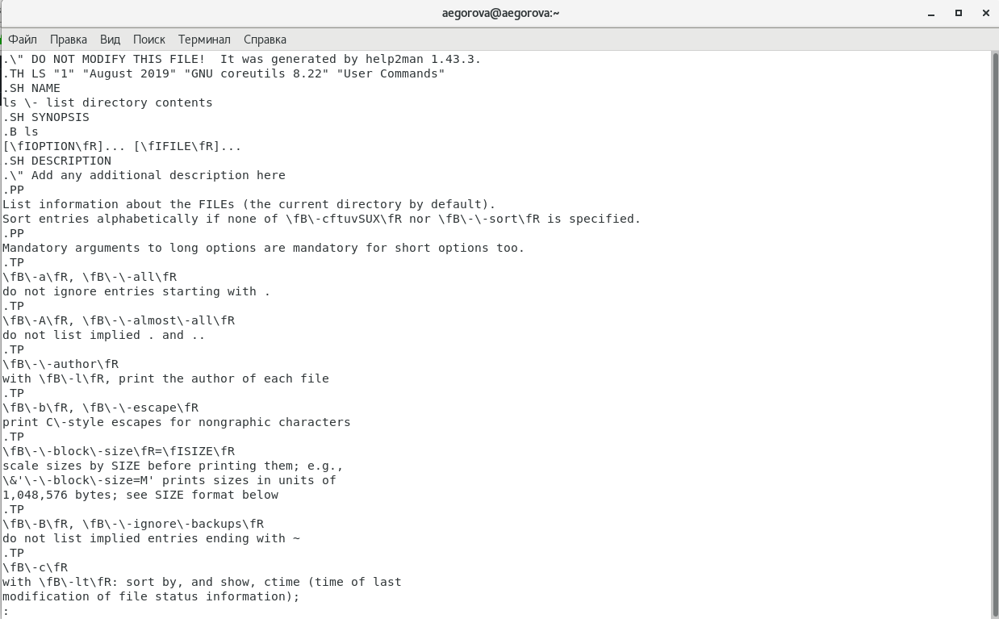 aegorova@aegorova:~
Файл Правка Вид Поиск Терминал Справка
.\" DO NOT MODIFY THIS FILE!  It was generated by help2man 1.43.3.
.TH LS "1" "August 2019" "GNU coreutils 8.22" "User Commands"
.SH NAME
ls \- list directory contents
.SH SYNOPSIS
.B ls
[\fIOPTION\fR]... [\fIFILE\fR]...
.SH DESCRIPTION
.\" Add any additional description here
.PP
List information about the FILEs (the current directory by default).
Sort entries alphabetically if none of \fB\-cftuvSUX\fR nor \fB\-\-sort\fR is specified.
.PP
Mandatory arguments to long options are mandatory for short options too.
.TP
\fB\-a\fR, \fB\-\-all\fR
do not ignore entries starting with .
.TP
\fB\-A\fR, \fB\-\-almost\-all\fR
do not list implied . and ..
.TP
\fB\-\-author\fR
with \fB\-l\fR, print the author of each file
.TP
\fB\-b\fR, \fB\-\-escape\fR
print C\-style escapes for nongraphic characters
.TP
\fB\-\-block\-size\fR=\fISIZE\fR
scale sizes by SIZE before printing them; e.g.,
\&'\-\-block\-size=M' prints sizes in units of
1,048,576 bytes; see SIZE format below
.TP
\fB\-B\fR, \fB\-\-ignore\-backups\fR
do not list implied entries ending with ~
.TP
\fB\-c\fR
with \fB\-lt\fR: sort by, and show, ctime (time of last
modification of file status information);
: